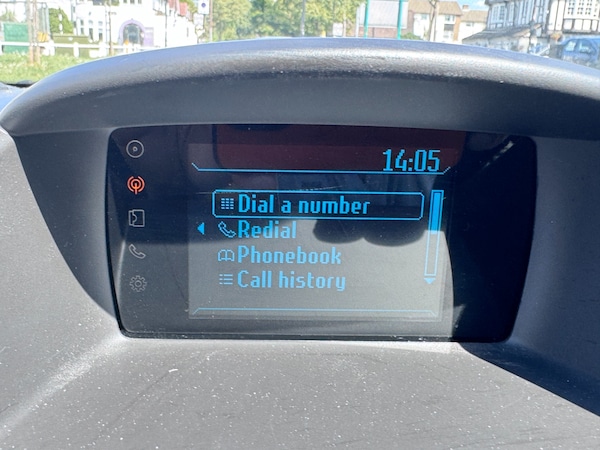 14:05
Dial a number
Redial
Phonebook
Call history